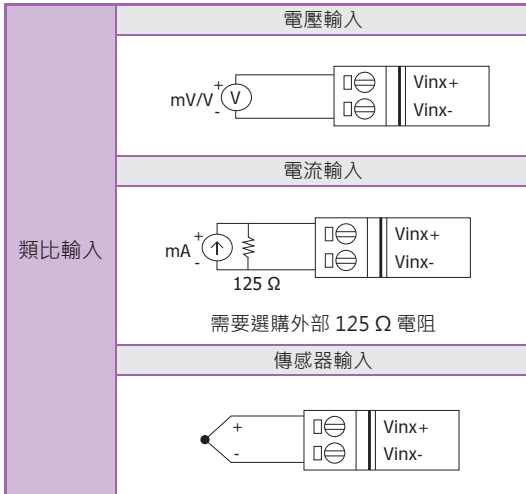 類比輸入
電壓輸入
mV/V
+
-
V
Vinx+
Vinx-
電流輸入
mA
+
-
125 Ω
Vinx+
Vinx-
需要選購外部 125 Ω 電阻
傳感器輸入
+
-
Vinx+
Vinx-